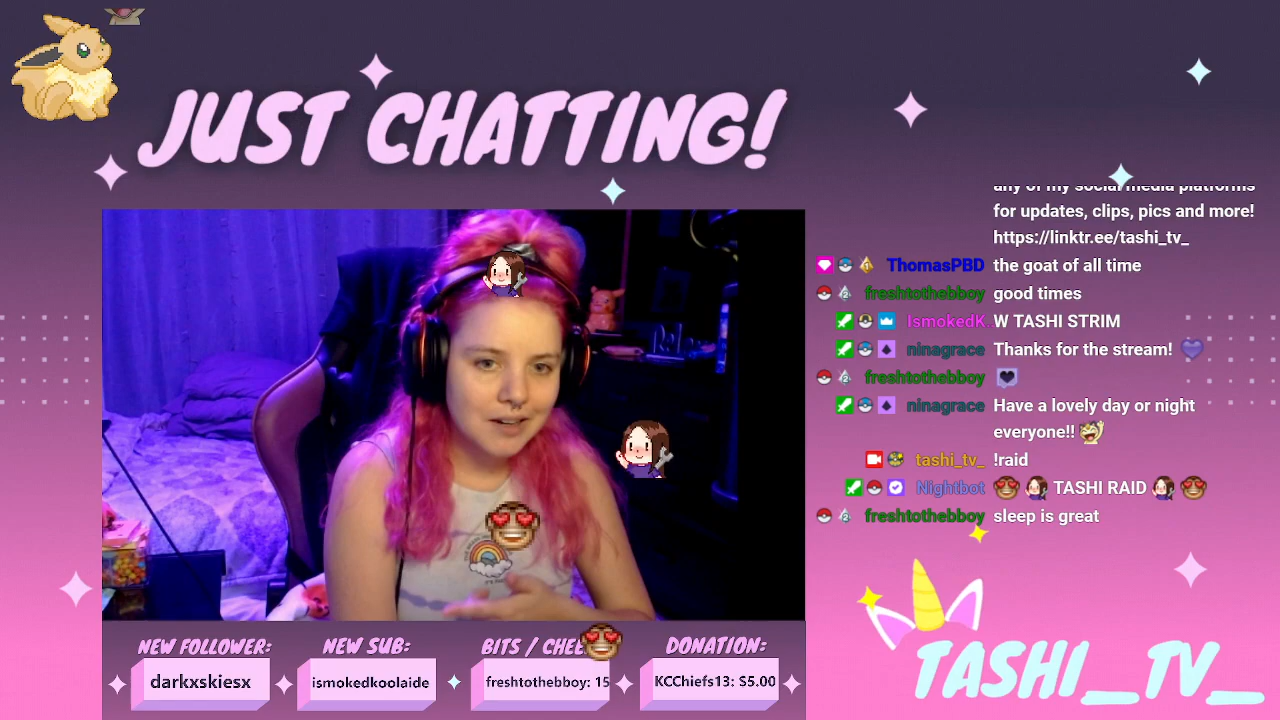 JUST CHATTING!
any of my social media platforms
for updates, clips, pics and more!
https://linktr.ee/tashi_tv_
ThomasPBD the goat of all time
freshtothebboy good times
IsmokedK.. W TASHI STRIM
ninagrace Thanks for the stream!
freshtothebboy
ninagrace Have a lovely day or night
everyone!!
tashi_tv_ !raid
Nightbot TASHI RAID
freshtothebboy sleep is great
NEW FOLLOWER:
NEW SUB:
BITS / CHEE
DONATION:
darkxskiesx
ismokedkoolaide
freshtothebboy: 15
KCChiefs13: $5.00
TASHI_TV_